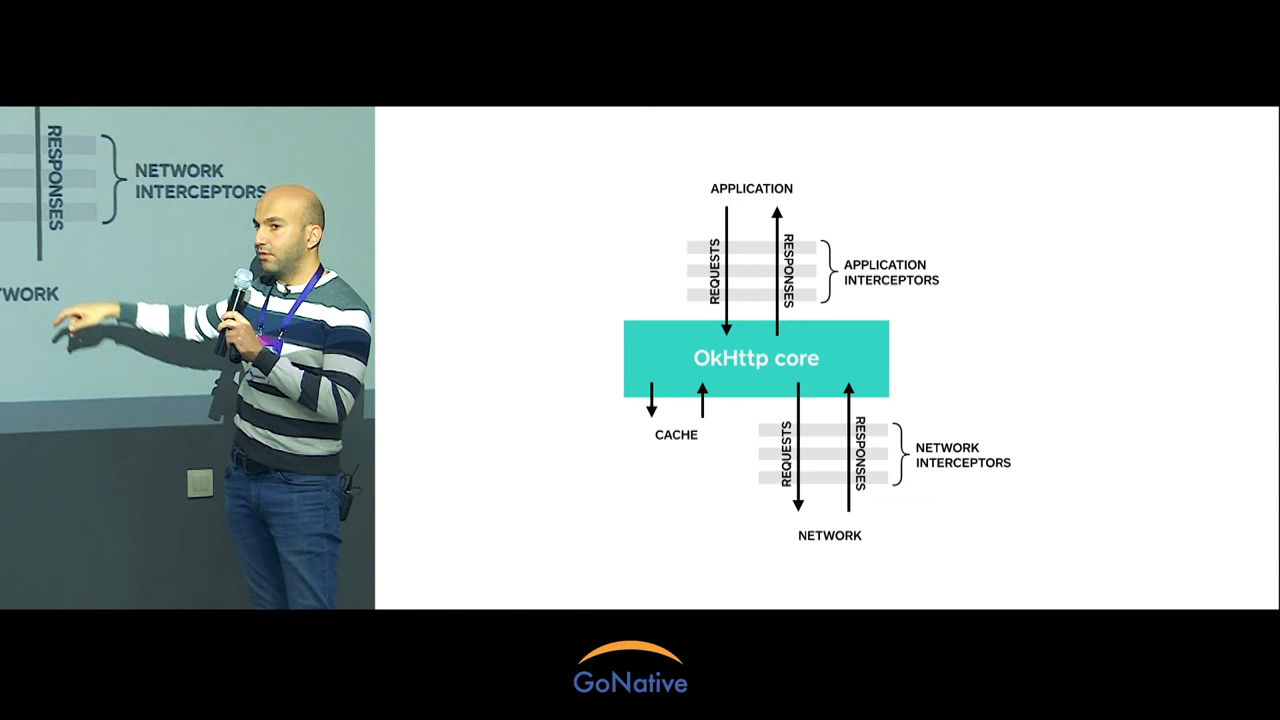 RESPONSES
NETWORK
INTERCEPTORS
TWORK
APPLICATION
REQUESTS
RESPONSES
APPLICATION
INTERCEPTORS
OkHttp core
CACHE
REQUESTS
RESPONSES
NETWORK
INTERCEPTORS
NETWORK
GoNative